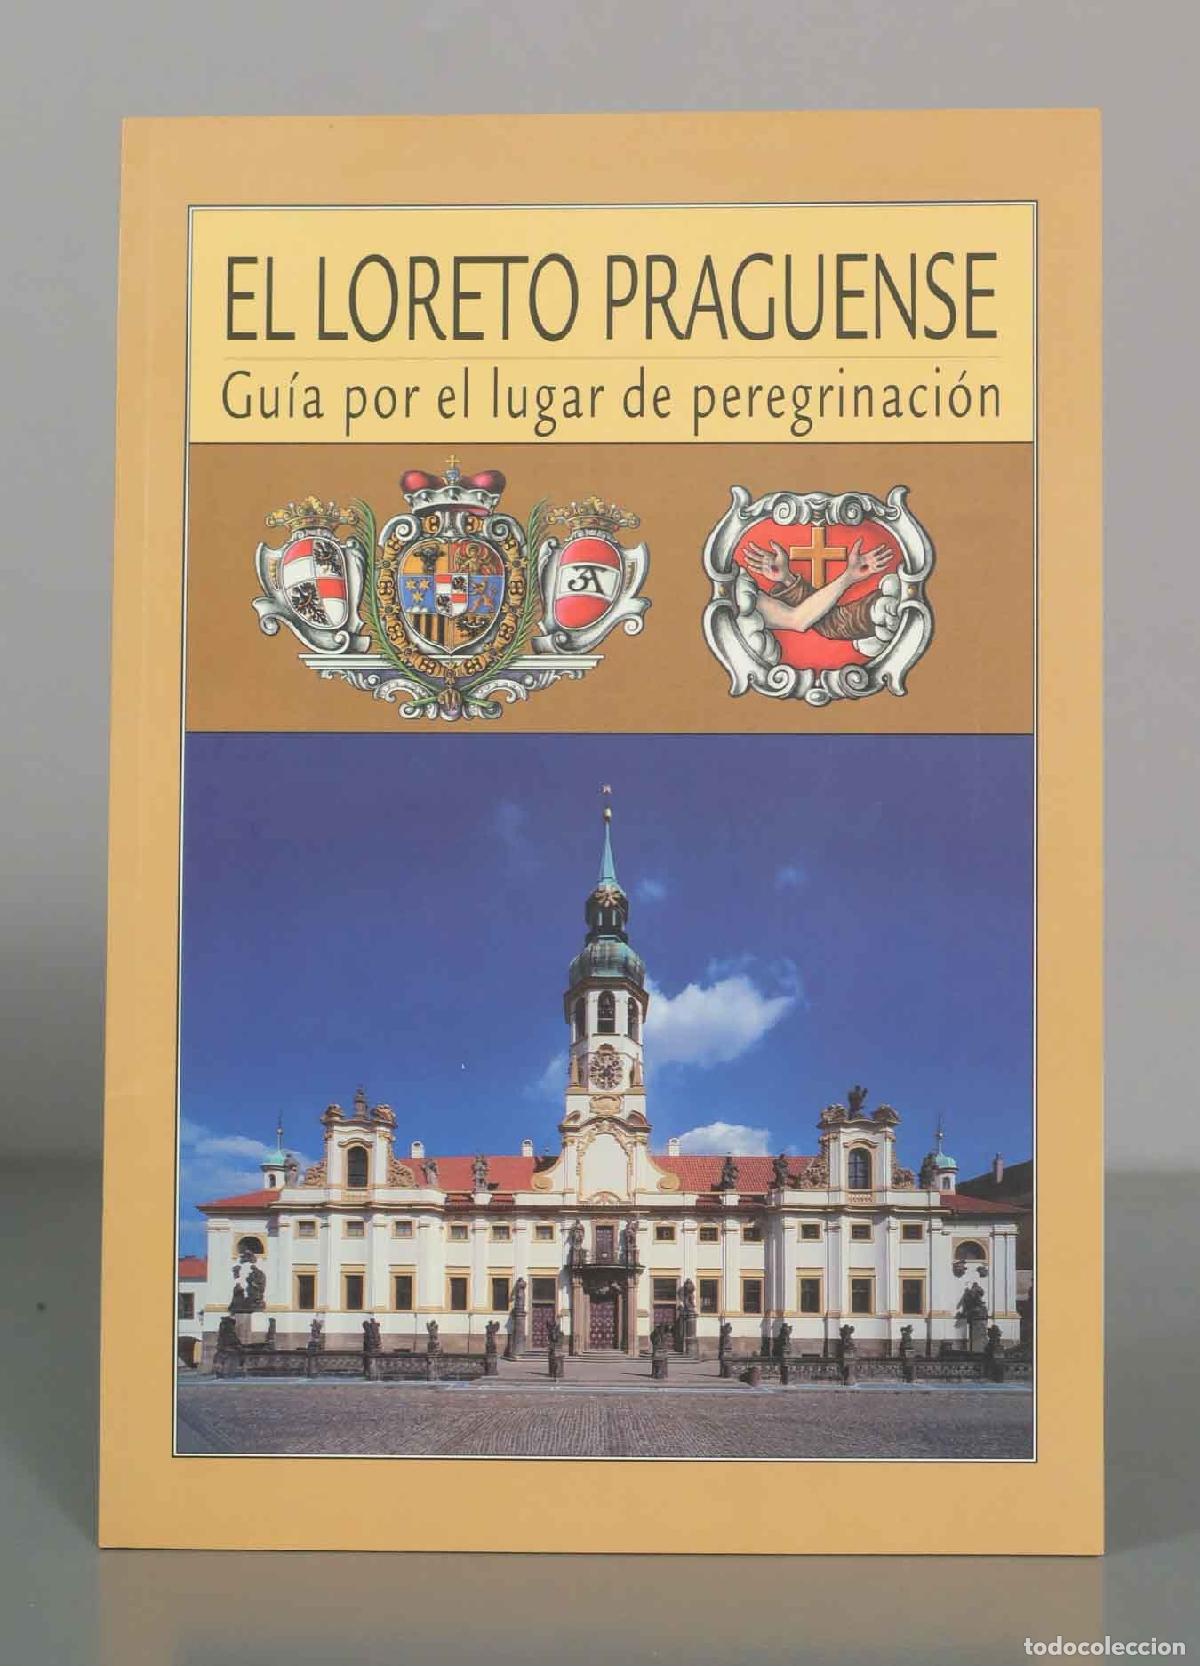 EL LORETO PRAGUENSE
Guía por el lugar de peregrinación
3A
todocoleccion